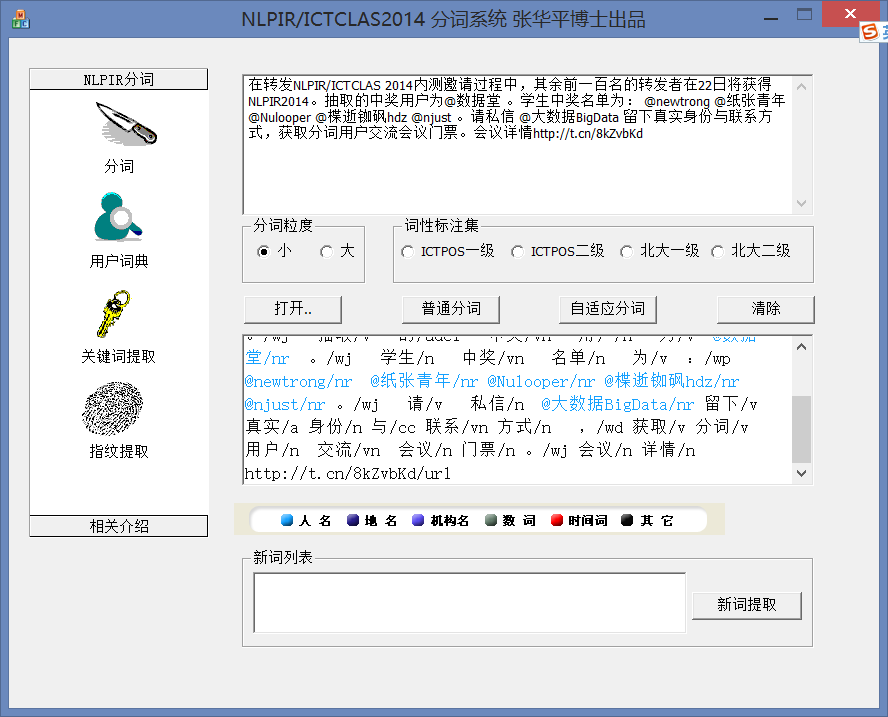 NLPIR/ICTCLAS2014 分词系统 张华平博士出品
NLPIR分词
分词
用户词典
关键词提取
指纹提取
相关介绍
在转发NLPIR/ICTCLAS 2014内测邀请过程中，其余前一百名的转发者在22日将获得
NLPIR2014。抽取的中奖用户为@数据堂 。学生中奖名单为： @newtrong @纸张青年
@Nulooper @樸逝铷砜hdz @njust 。请私信 @大数据BigData 留下真实身份与联系方
式，获取分词用户交流会议门票。会议详情http://t.cn/8kZvbKd
分词粒度
小 大
词性标注集
ICTPOS一级 ICTPOS二级 北大一级 北大二级
打开.. 普通分词 自适应分词 清除
。/wj 抽取/v 的/ude1 中奖/vn 用户/n 为/v @数据
堂/nr 。/wj 学生/n 中奖/vn 名单/n 为/v ：/wp
@newtrong/nr @纸张青年/nr @Nulooper/nr @樸逝铷砜hdz/nr
@njust/nr 。/wj 请/v 私信/n @大数据BigData/nr 留下/v
真实/a 身份/n 与/cc 联系/vn 方式/n ，/wd 获取/v 分词/v
用户/n 交流/vn 会议/n 门票/n 。/wj 会议/n 详情/n
http://t.cn/8kZvbKd/url
人 名 地 名 机构名 数 词 时间词 其 它
新词列表
新词提取